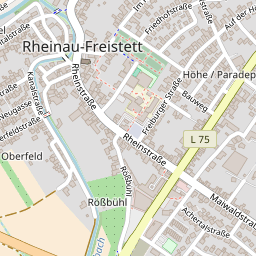 Friedhofstraße
Auf der
Rheinau-Freistett
Kanalstraße
Rheinstraße
Höhe / Paradep
Neugasse
Freiburger Straße
Bauweg
L 75
Rheinstraße
Oberfeld
Roßbühl
Roßbühl
Maiwaldstraße
Achertalstraße